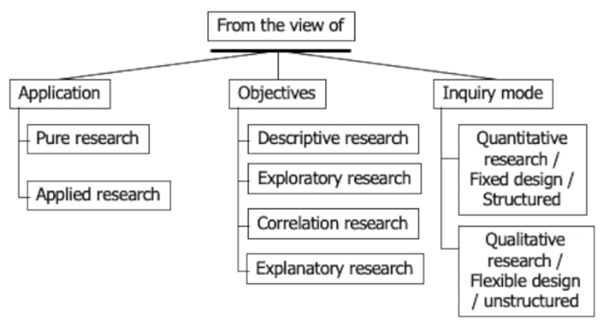 From the view of
Application
Objectives
Inquiry mode
Pure research
Applied research
Descriptive research
Exploratory research
Correlation research
Explanatory research
Quantitative
research /
Fixed design /
Structured
Qualitative
research /
Flexible design
/ unstructured